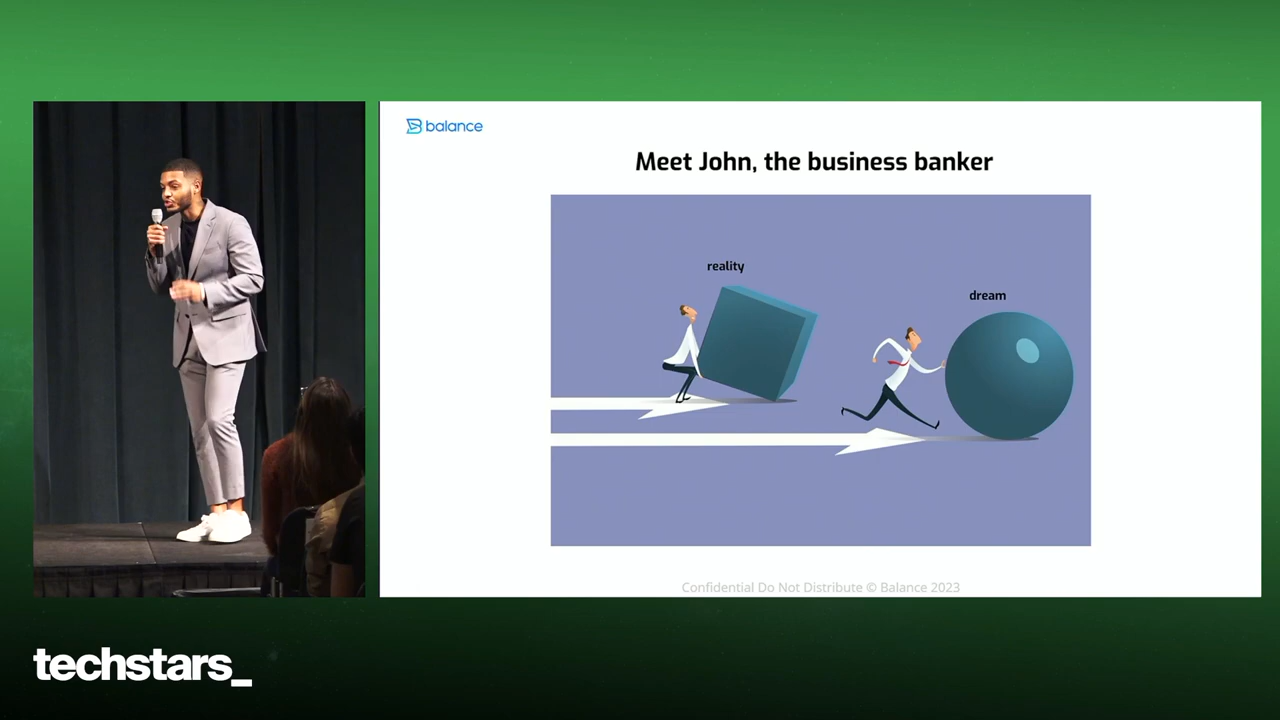 balance
Meet John, the business banker
reality
dream
Confidential Do Not Distribute © Balance 2023
techstars_